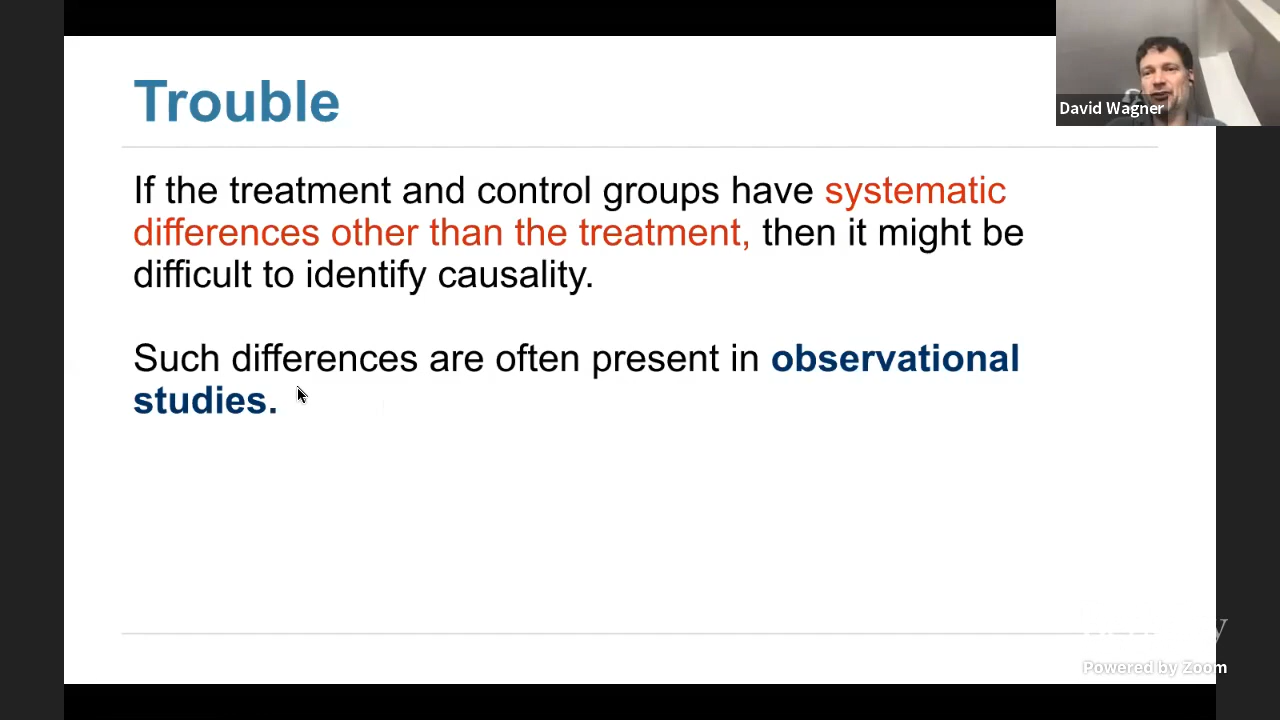 Trouble
David Wagner
If the treatment and control groups have systematic
differences other than the treatment, then it might be
difficult to identify causality.
Such differences are often present in observational
studies.
Powered by Zoom